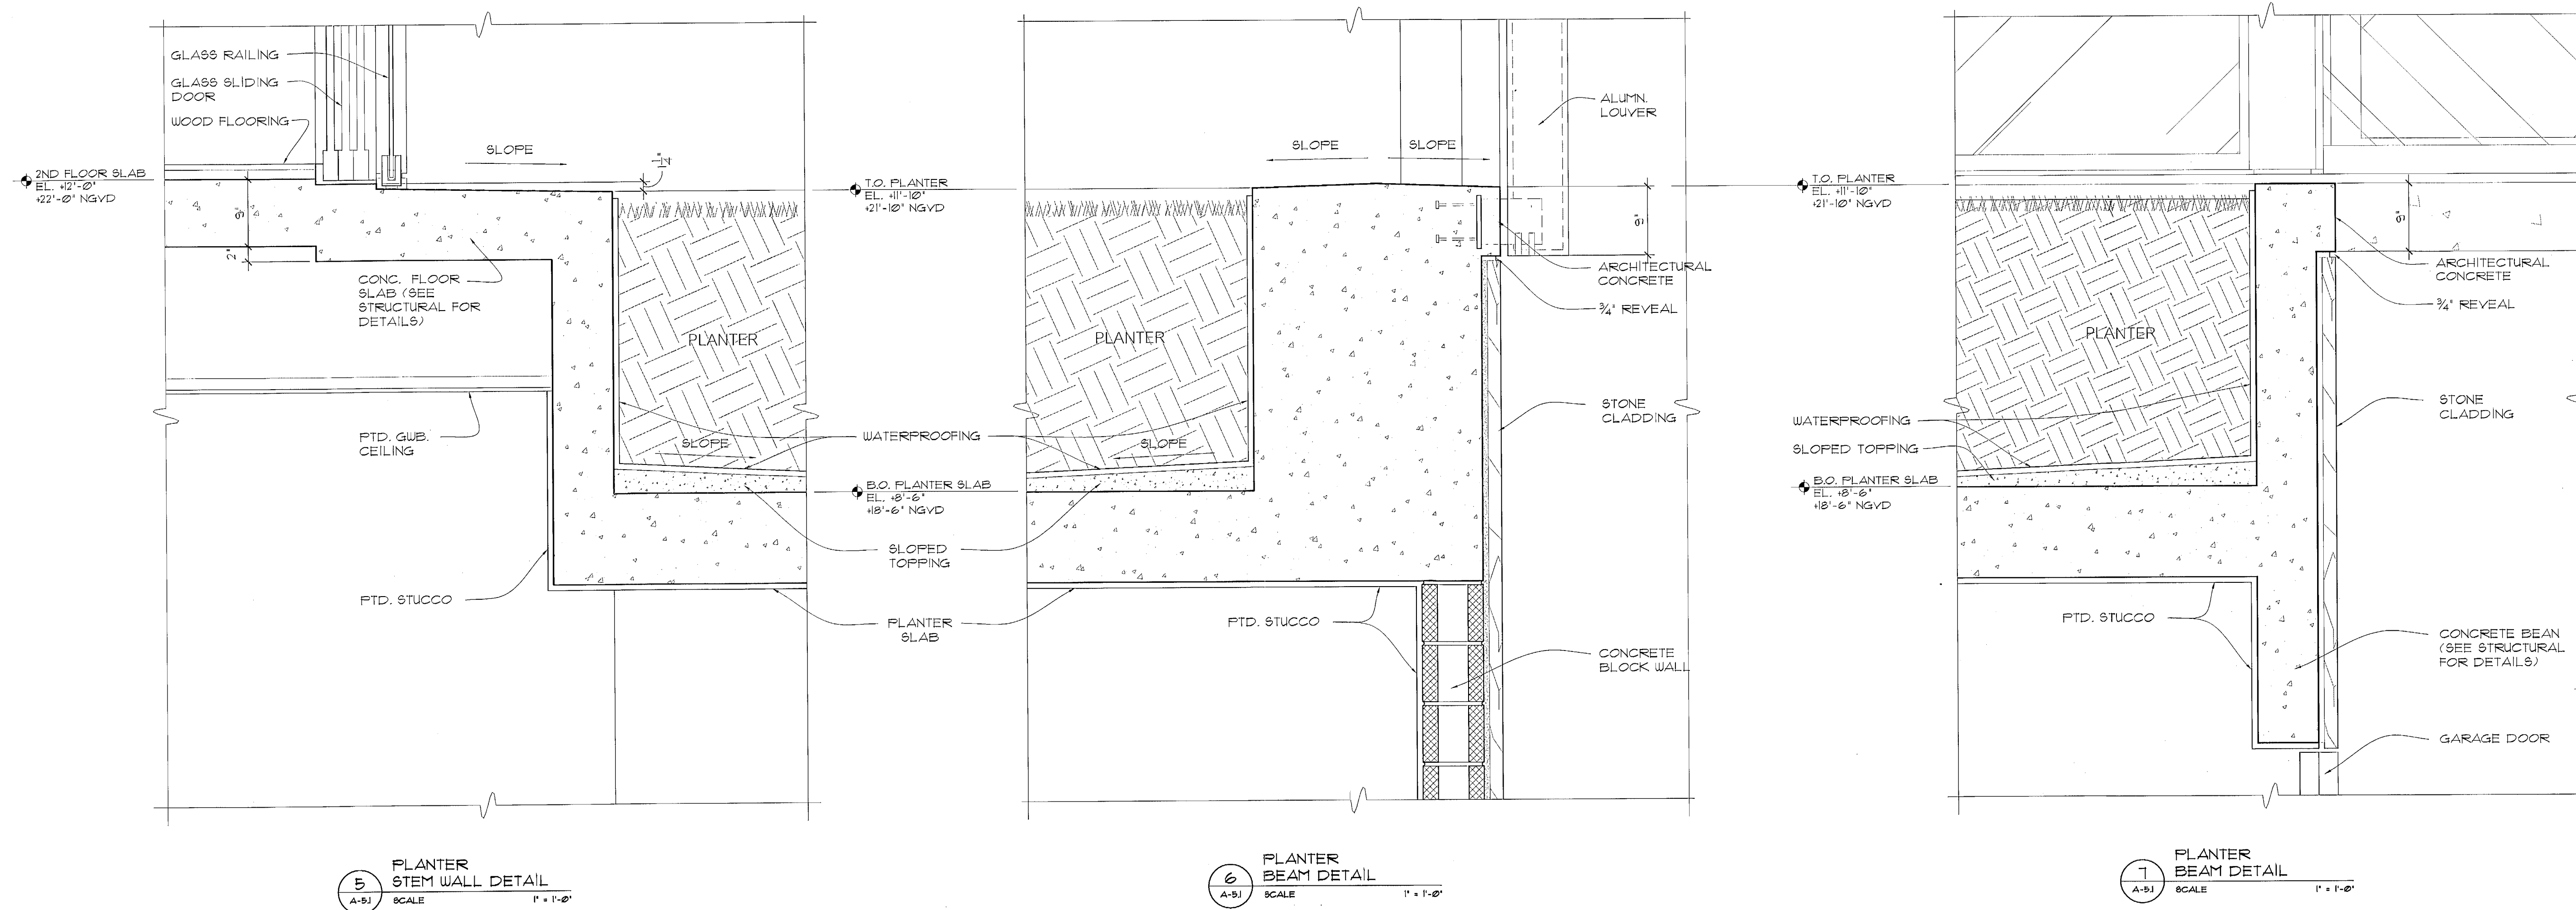 GLASS RAILING
GLASS SLIDING
DOOR
WOOD FLOORING
SLOPE
1/4"
2ND FLOOR SLAB
EL. +12'-0"
+22'-0" NGVD
9"
2"
CONC. FLOOR
SLAB (SEE
STRUCTURAL FOR
DETAILS)
PLANTER
PTD. GWB.
CEILING
SLOPE
PTD. STUCCO
T.O. PLANTER
EL. +11'-10"
+21'-10" NGVD
WATERPROOFING
B.O. PLANTER SLAB
EL. +8'-6"
+18'-6" NGVD
SLOPED
TOPPING
PLANTER
SLAB
5
A-5.1
PLANTER
STEM WALL DETAIL
SCALE
1" = 1'-0"
SLOPE
SLOPE
ALUMN.
LOUVER
9"
ARCHITECTURAL
CONCRETE
3/4" REVEAL
PLANTER
STONE
CLADDING
SLOPE
PTD. STUCCO
CONCRETE
BLOCK WALL
6
A-5.1
PLANTER
BEAM DETAIL
SCALE
1" = 1'-0"
T.O. PLANTER
EL. +11'-10"
+21'-10" NGVD
9"
ARCHITECTURAL
CONCRETE
3/4" REVEAL
PLANTER
STONE
CLADDING
WATERPROOFING
SLOPED TOPPING
B.O. PLANTER SLAB
EL. +8'-6"
+18'-6" NGVD
PTD. STUCCO
CONCRETE BEAN
(SEE STRUCTURAL
FOR DETAILS)
GARAGE DOOR
7
A-5.1
PLANTER
BEAM DETAIL
SCALE
1" = 1'-0"